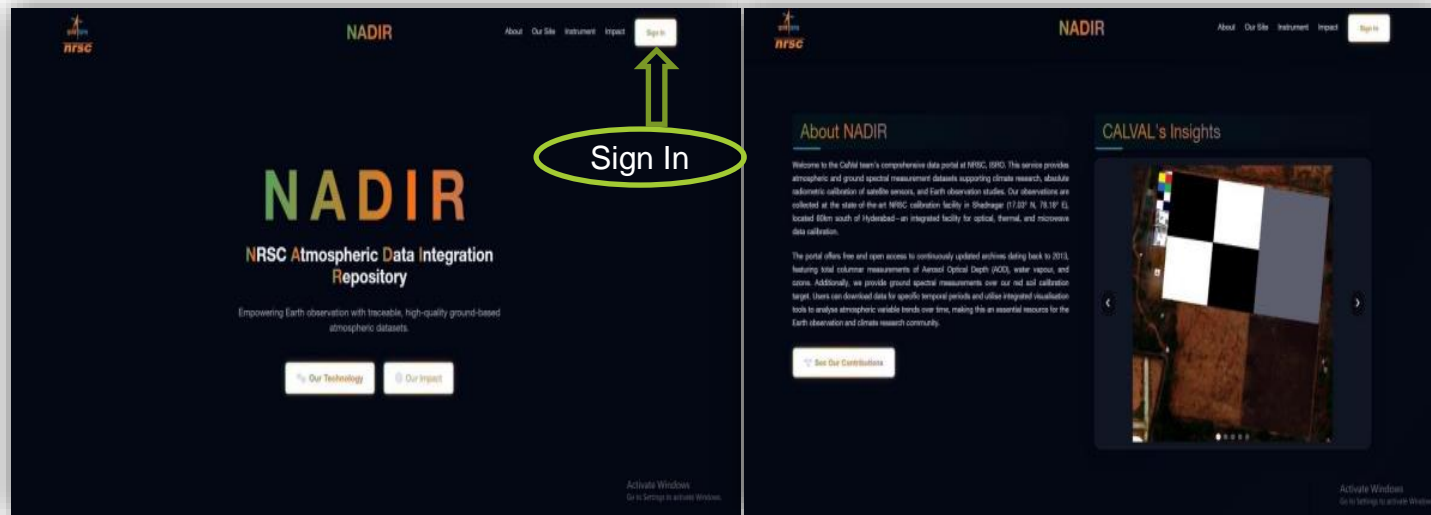 nrsc
NADIR
About Our Site Instrument Impact Sign In
Sign In
NADIR
NRSC Atmospheric Data Integration
Repository
Empowering Earth observation with traceable, high-quality ground-based
atmospheric datasets.
Our Technology Our Impact
Activate Windows
Go to Settings to activate Windows.
nrsc
NADIR
About Our Site Instrument Impact Sign In
About NADIR
Welcome to the CalVal team's comprehensive data portal at NRSC, ISRO. This service provides
atmospheric and ground spectral measurement datasets supporting climate research, absolute
radiometric calibration of satellite sensors, and Earth observation studies. Our observations are
collected at the state-of-the-art NRSC calibration facility in Shadnagar (17.03° N, 78.18° E),
located 60km south of Hyderabad—an integrated facility for optical, thermal, and microwave
data calibration.
The portal offers free and open access to continuously updated archives dating back to 2013,
featuring total columnar measurements of Aerosol Optical Depth (AOD), water vapour, and
ozone. Additionally, we provide ground spectral measurements over our red soil calibration
target. Users can download data for specific temporal periods and utilise integrated visualisation
tools to analyse atmospheric variable trends over time, making this an essential resource for the
Earth observation and climate research community.
See Our Contributions
CALVAL's Insights
Activate Windows
Go to Settings to activate Windows